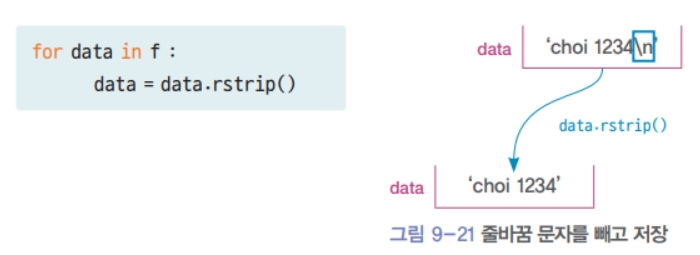 for data in f :
data = data.rstrip()
data
‘choi 1234\n’
data.rstrip()
data
‘choi 1234’
그림 9-21 줄바꿈 문자를 빼고 저장